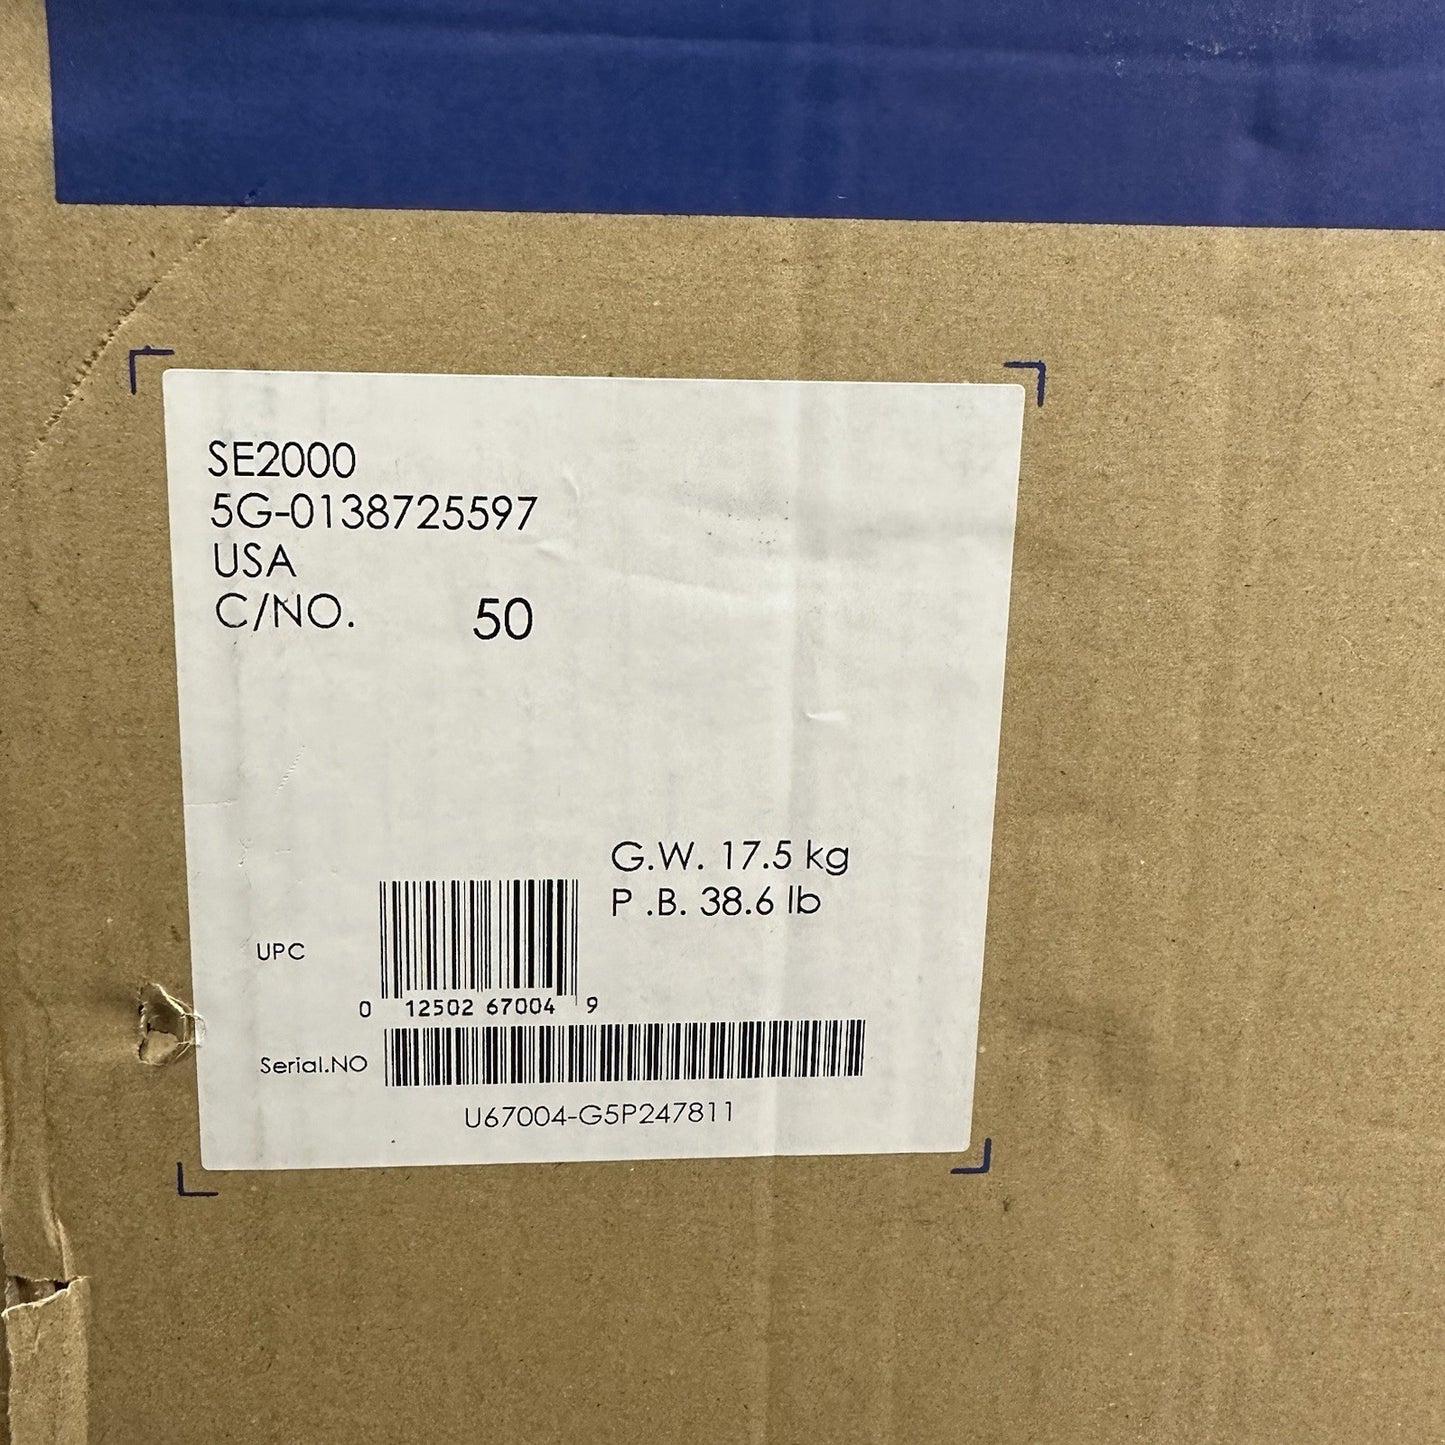 SE2000
5G-0138725597
USA
C/NO. 50
G.W. 17.5 kg
P .B. 38.6 lb
UPC
0 12502 67004 9
Serial.NO
U67004-G5P247811